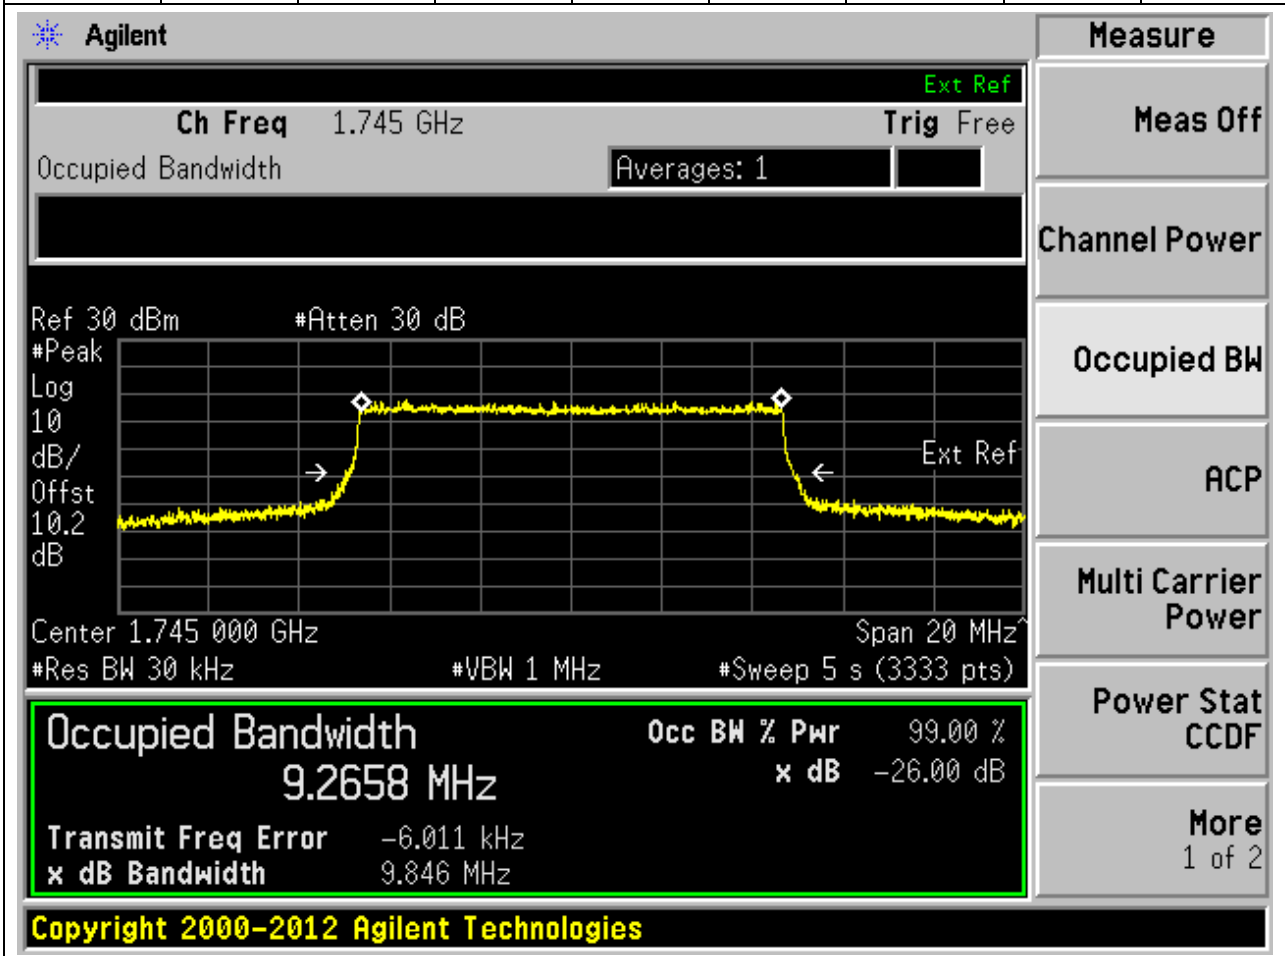 Agilent
Measure
Ext Ref
Ch Freq 1.745 GHz Trig Free
Meas Off
Occupied Bandwidth Averages: 1
Channel Power
Ref 30 dBm #Atten 30 dB
#Peak
Log
10
dB/
Offst
10.2
dB
Ext Ref
Occupied BW
ACP
Center 1.745 000 GHz Span 20 MHz^
#Res BW 30 kHz #VBW 1 MHz #Sweep 5 s (3333 pts)
Multi Carrier
Power
Occupied Bandwidth Occ BW % Pwr 99.00 %
9.2658 MHz x dB -26.00 dB
Power Stat
CCDF
Transmit Freq Error -6.011 kHz
x dB Bandwidth 9.846 MHz
More
1 of 2
Copyright 2000-2012 Agilent Technologies